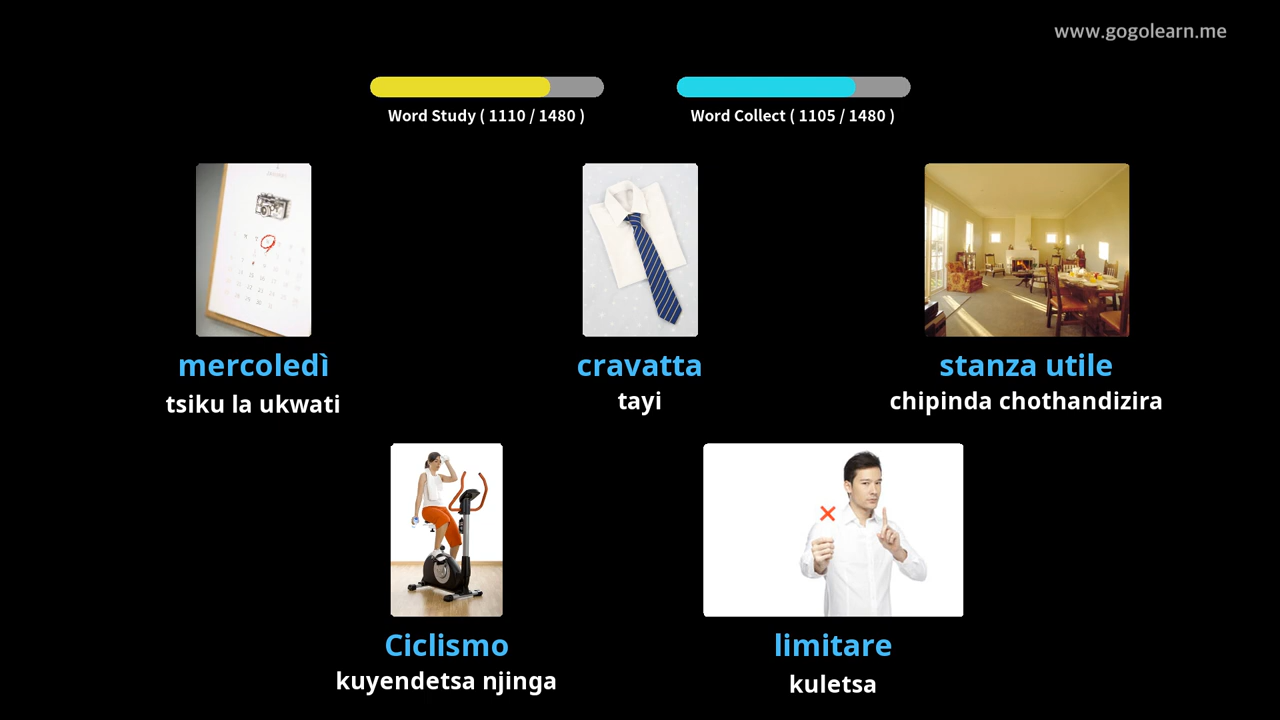 www.gogolearn.me
Word Study ( 1110 / 1480 )
Word Collect ( 1105 / 1480 )
mercoledì
tsiku la ukwati
cravatta
tayi
stanza utile
chipinda chothandizira
Ciclismo
kuyendetsa njinga
limitare
kuletsa